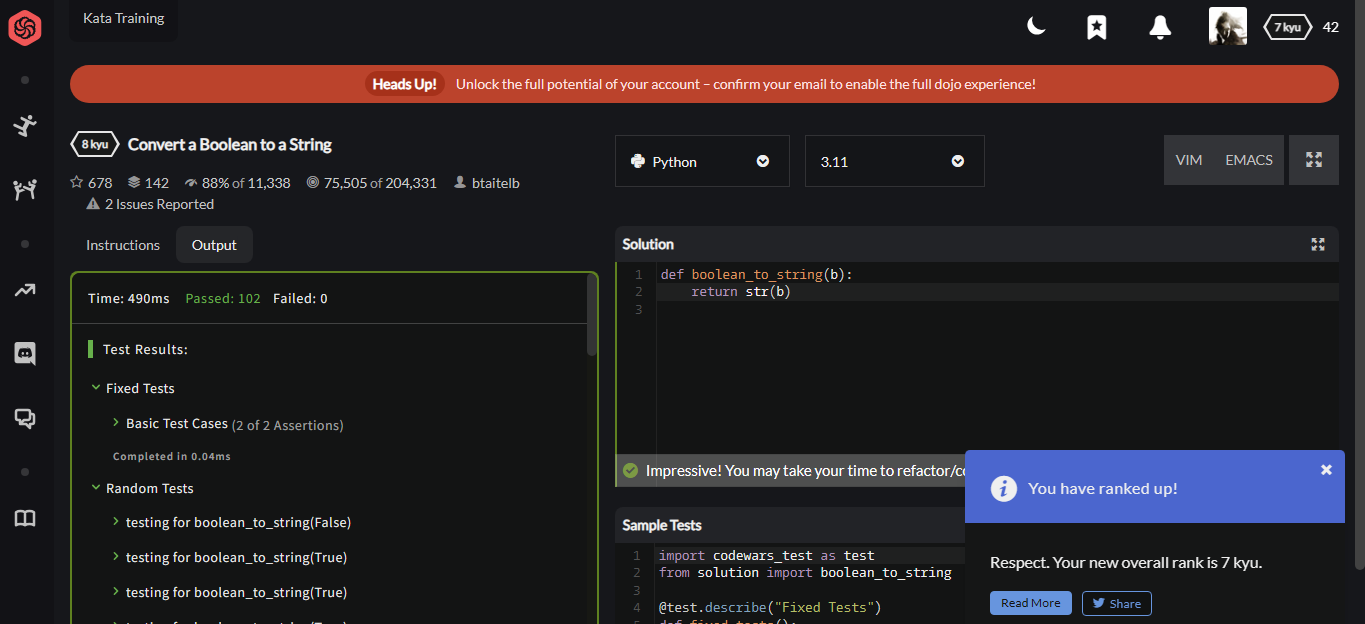 Kata Training
7 kyu 42
Heads Up! Unlock the full potential of your account – confirm your email to enable the full dojo experience!
8 kyu Convert a Boolean to a String
678 142 88% of 11,338 75,505 of 204,331 btaitelb
2 Issues Reported
Python 3.11 VIM EMACS
Instructions Output
Time: 490ms Passed: 102 Failed: 0
Test Results:
Fixed Tests
Basic Test Cases (2 of 2 Assertions)
Completed in 0.04ms
Random Tests
testing for boolean_to_string(False)
testing for boolean_to_string(True)
testing for boolean_to_string(True)
Solution
1 def boolean_to_string(b):
2 return str(b)
3
Impressive! You may take your time to refactor/co
Sample Tests
1 import codewars_test as test
2 from solution import boolean_to_string
3
4 @test.describe("Fixed Tests")
You have ranked up!
Respect. Your new overall rank is 7 kyu.
Read More Share